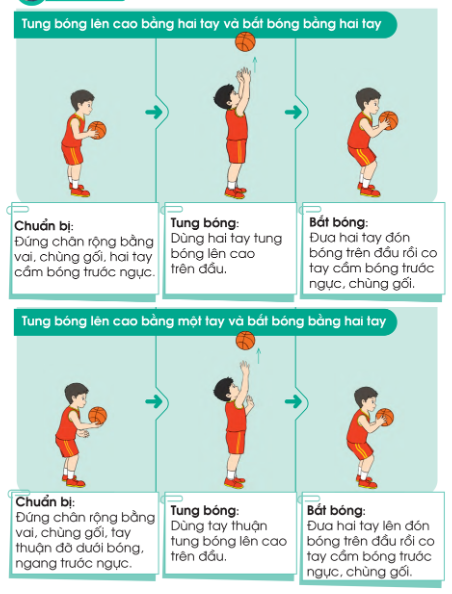 Tung bóng lên cao bằng hai tay và bắt bóng bằng hai tay
Chuẩn bị:
Đứng chân rộng bằng
vai, chùng gối, hai tay
cầm bóng trước ngực.
Tung bóng:
Dùng hai tay tung
bóng lên cao
trên đầu.
Bắt bóng:
Đưa hai tay đón
bóng trên đầu rồi co
tay cầm bóng trước
ngực, chùng gối.
Tung bóng lên cao bằng một tay và bắt bóng bằng hai tay
Chuẩn bị:
Đứng chân rộng bằng
vai, chùng gối, tay
thuận đỡ dưới bóng,
ngang trước ngực.
Tung bóng:
Dùng tay thuận
tung bóng lên cao
trên đầu.
Bắt bóng:
Đưa hai tay lên đón
bóng trên đầu rồi co
tay cầm bóng trước
ngực, chùng gối.